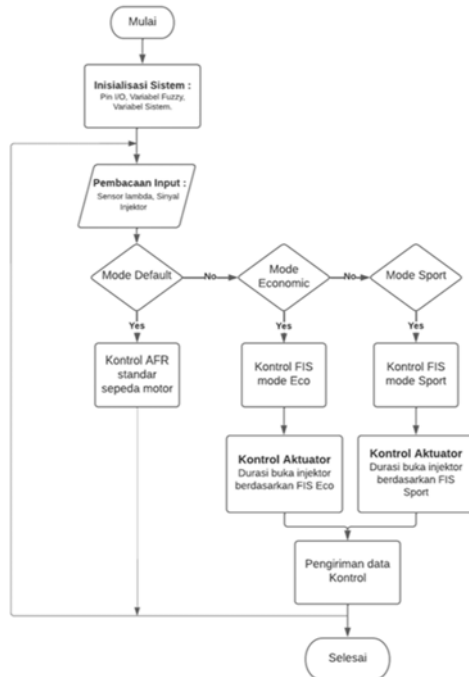 Mulai
Inisialisasi Sistem :
Pin I/O, Variabel Fuzzy,
Variabel Sistem.
Pembacaan Input :
Sensor lambda, Sinyal
Injektor
Mode Default
No
Mode
Economic
No
Mode Sport
Yes
Yes
Yes
Kontrol AFR
standar
sepeda motor
Kontrol FIS
mode Eco
Kontrol FIS
mode Sport
Kontrol Aktuator
Durasi buka injektor
berdasarkan FIS Eco
Kontrol Aktuator
Durasi buka injektor
berdasarkan FIS
Sport
Pengiriman data
Kontrol
Selesai